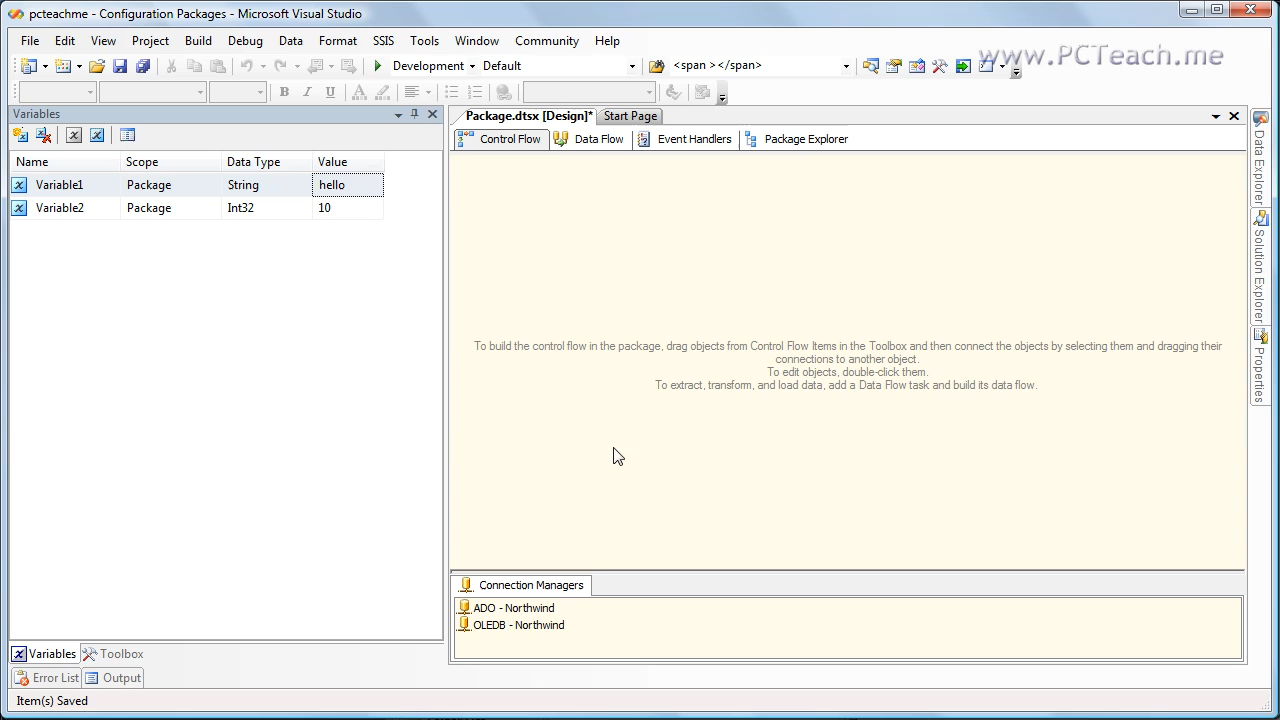 pcteachme - Configuration Packages - Microsoft Visual Studio
File Edit View Project Build Debug Data Format SSIS Tools Window Community Help
www.PCTeach.me
Development Default <span ></span>
B I U A
Variables
Package.dtsx [Design]* Start Page
Control Flow Data Flow Event Handlers Package Explorer
Name Scope Data Type Value
Variable1 Package String hello
Variable2 Package Int32 10
To build the control flow in the package, drag objects from Control Flow Items in the Toolbox and then connect the objects by selecting them and dragging their
connections to another object.
To edit objects, double-click them.
To extract, transform, and load data, add a Data Flow task and build its data flow.
Connection Managers
ADO - Northwind
OLEDB - Northwind
Data Explorer
Solution Explorer
Properties
Variables Toolbox
Error List Output
Item(s) Saved